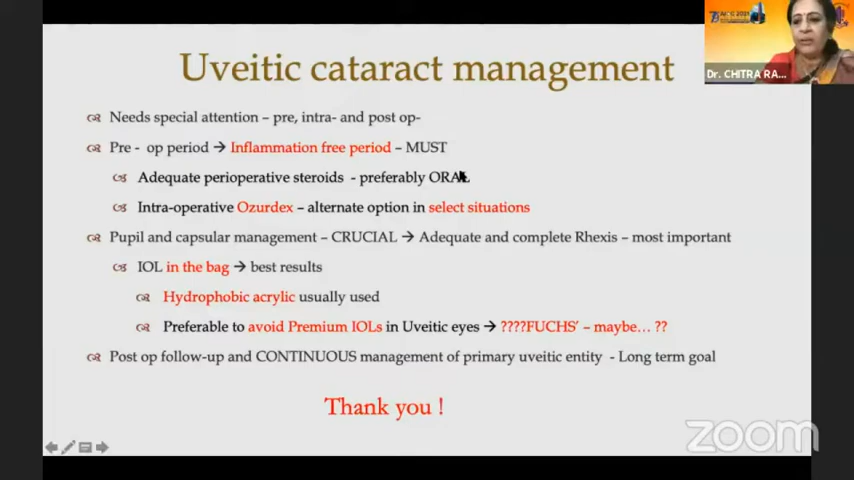 Uveitic cataract management
Needs special attention – pre, intra- and post op-
Pre - op period → Inflammation free period – MUST
Adequate perioperative steroids - preferably ORAL
Intra-operative Ozurdex – alternate option in select situations
Pupil and capsular management – CRUCIAL → Adequate and complete Rhexis – most important
IOL in the bag → best results
Hydrophobic acrylic usually used
Preferable to avoid Premium IOLs in Uveitic eyes → ????FUCHS’ – maybe… ??
Post op follow-up and CONTINUOUS management of primary uveitic entity - Long term goal
Thank you !
Dr. CHITRA RA...
zoom